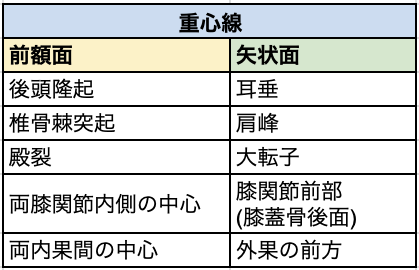 重心線
前額面 矢状面
後頭隆起 耳垂
椎骨棘突起 肩峰
殿裂 大転子
両膝関節内側の中心 膝関節前部
(膝蓋骨後面)
両内果間の中心 外果の前方